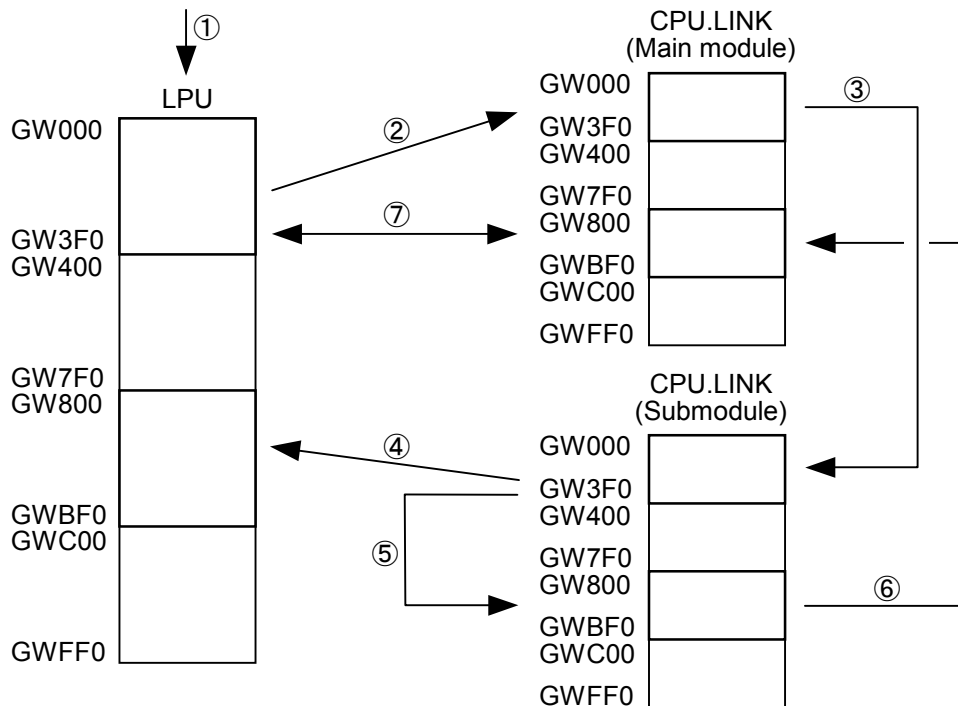 ①
LPU
GW000
GW3F0
GW400
GW7F0
GW800
GWBF0
GWC00
GWFF0
②
⑦
④
⑤
CPU.LINK
(Main module)
GW000
GW3F0
GW400
GW7F0
GW800
GWBF0
GWC00
GWFF0
③
CPU.LINK
(Submodule)
GW000
GW3F0
GW400
GW7F0
GW800
GWBF0
GWC00
GWFF0
⑥